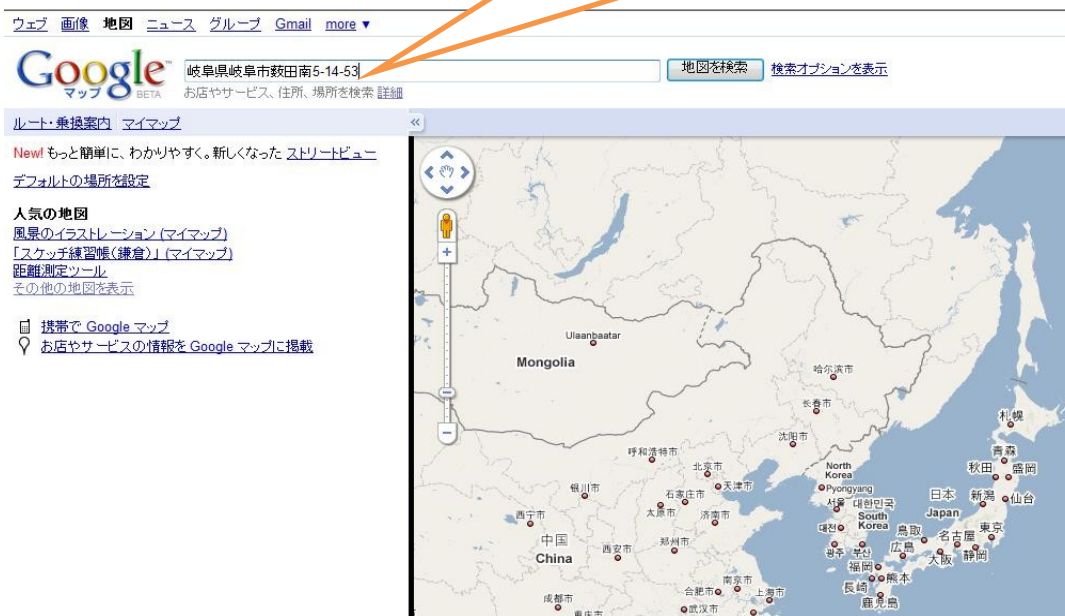 ウェブ 画像 地図 ニュース グループ Gmail more ▼
Google マップ BETA
岐阜県岐阜市薮田南5-14-53 地図を検索 検索オプションを表示
お店やサービス、住所、場所を検索 詳細
ルート・乗換案内 マイマップ «
New! もっと簡単に、わかりやすく。新しくなった ストリートビュー
デフォルトの場所を設定
人気の地図
風景のイラストレーション (マイマップ)
「スケッチ練習帳(鎌倉)」 (マイマップ)
距離測定ツール
その他の地図を表示
携帯で Google マップ
お店やサービスの情報を Google マップに掲載
Ulaanbaatar
Mongolia
哈尔滨市
长春市
沈阳市
札幌
青森
秋田 盛岡
呼和浩特市
北京市
天津市
North Korea
Pyongyang
银川市
石家庄市
太原市 济南市
서울 대한민국
South Korea
日本 新潟 仙台
Japan
西宁市
대전
鳥取 名古屋 東京
中国
China
西安市
郑州市
광주 부산
広島 大阪 静岡
福岡
長崎 熊本
鹿児島
成都市
南京市
合肥市 上海市
武汉市
重庆市